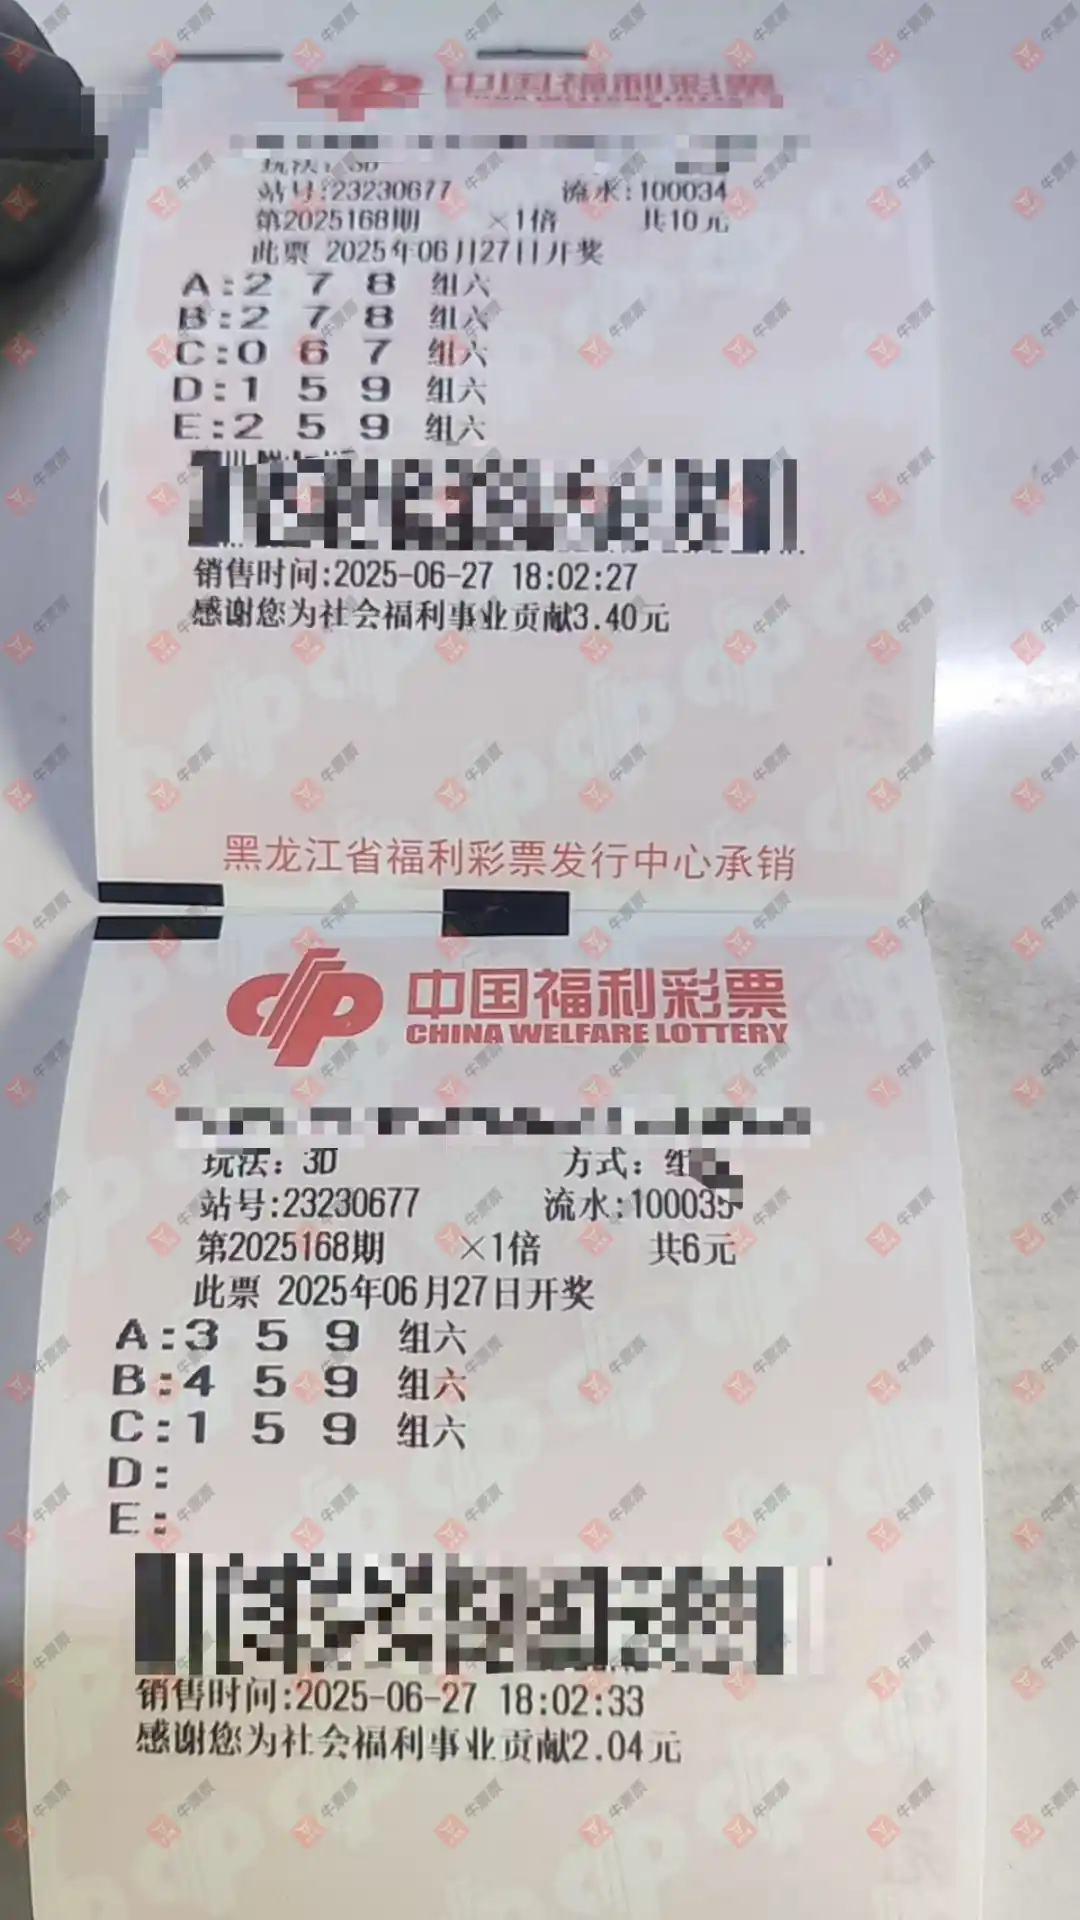 中国福利彩票
玩法：3D
站号:23230677 流水:100034
第2025168期 ×1倍 共10元
此票 2025年06月27日开奖
A:2 7 8 组六
B:2 7 8 组六
C:0 6 7 组六
D:1 5 9 组六
E:2 5 9 组六
销售时间:2025-06-27 18:02:27
感谢您为社会福利事业贡献3.40元
黑龙江省福利彩票发行中心承销
中国福利彩票
CHINA WELFARE LOTTERY
玩法：3D 方式：组
站号:23230677 流水:100035
第2025168期 ×1倍 共6元
此票 2025年06月27日开奖
A:3 5 9 组六
B:4 5 9 组六
C:1 5 9 组六
D:
E:
销售时间:2025-06-27 18:02:33
感谢您为社会福利事业贡献2.04元
牛票票